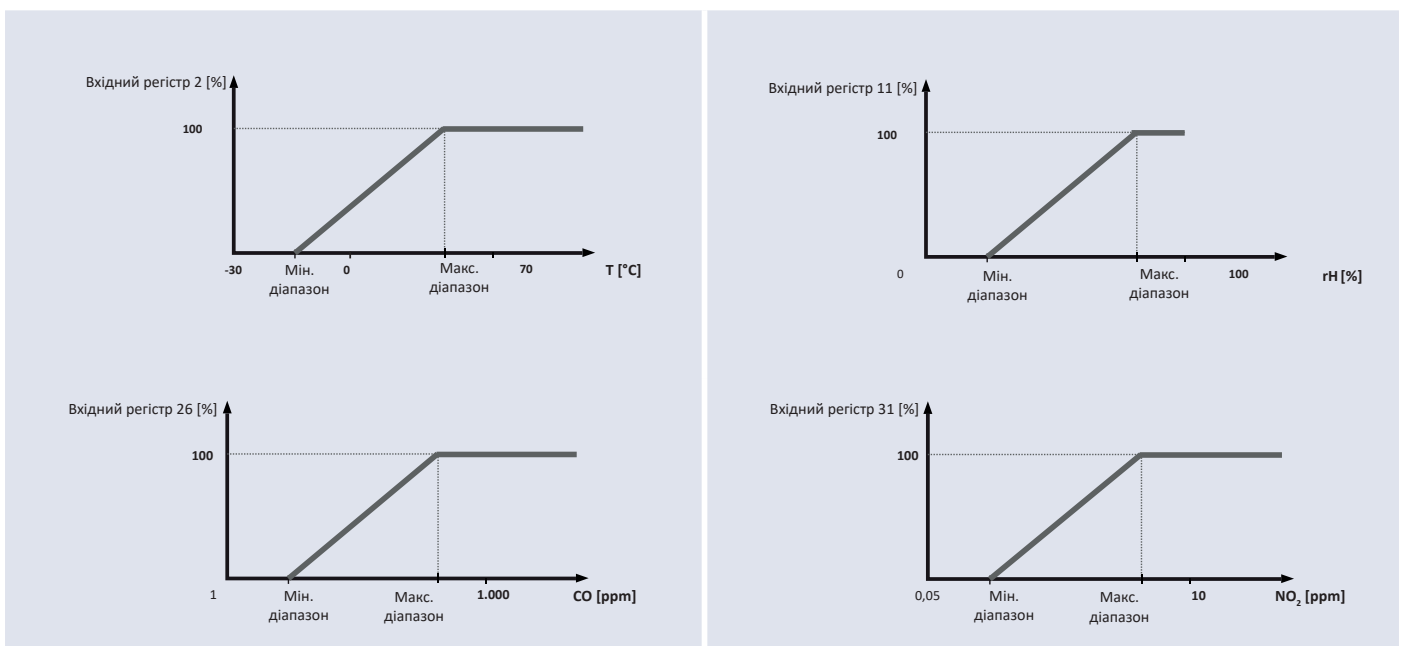 Вхідний регістр 2 [%]
100
-30
Мін.
діапазон
0
Макс.
діапазон
70
T [°C]
Вхідний регістр 11 [%]
100
0
Мін.
діапазон
Макс.
діапазон
100
rH [%]
Вхідний регістр 26 [%]
100
1
Мін.
діапазон
Макс.
діапазон
1.000
CO [ppm]
Вхідний регістр 31 [%]
100
0,05
Мін.
діапазон
Макс.
діапазон
10
NO₂ [ppm]